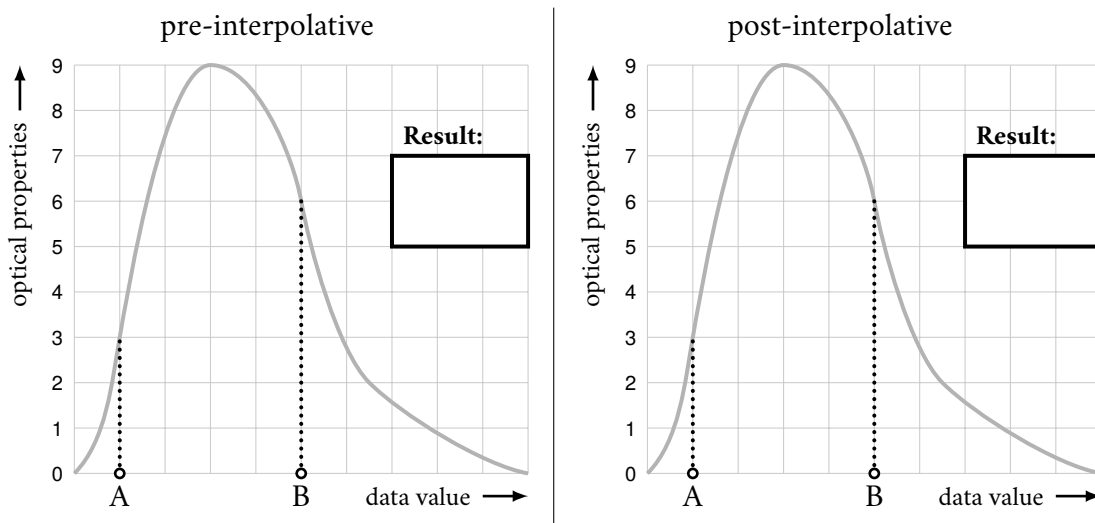 pre-interpolative
optical properties
9
8
7
6
5
4
3
2
1
0
Result:
A
B
data value
post-interpolative
optical properties
9
8
7
6
5
4
3
2
1
0
Result:
A
B
data value